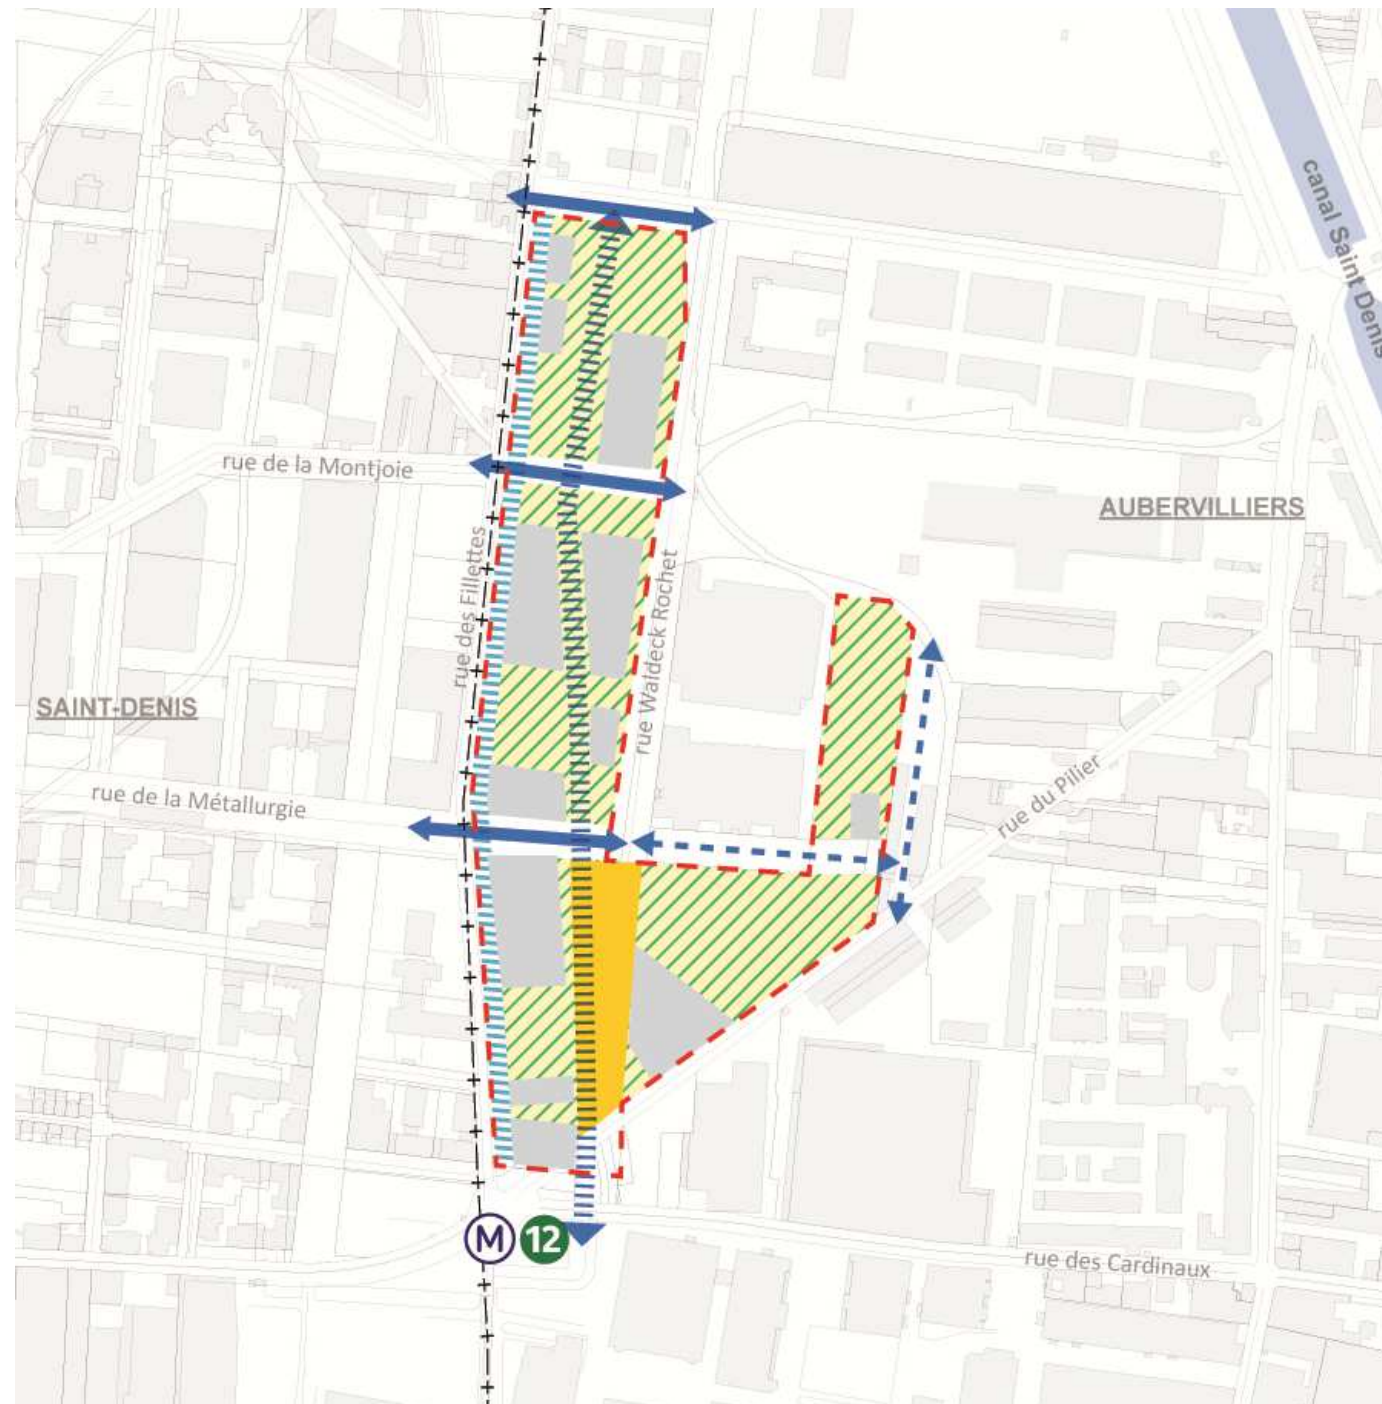 canal Saint Denis
rue de la Montjoie
AUBERVILLIERS
rue des Fillettes
rue Waldeck Rochet
SAINT-DENIS
rue du Pilier
rue de la Métallurgie
M 12
rue des Cardinaux